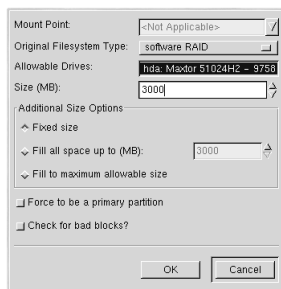 Mount Point: <Not Applicable>
Original Filesystem Type: software RAID
Allowable Drives: hda: Maxtor 51024H2 - 9758
Size (MB): 3000
Additional Size Options
Fixed size
Fill all space up to (MB): 3000
Fill to maximum allowable size
Force to be a primary partition
Check for bad blocks?
OK Cancel